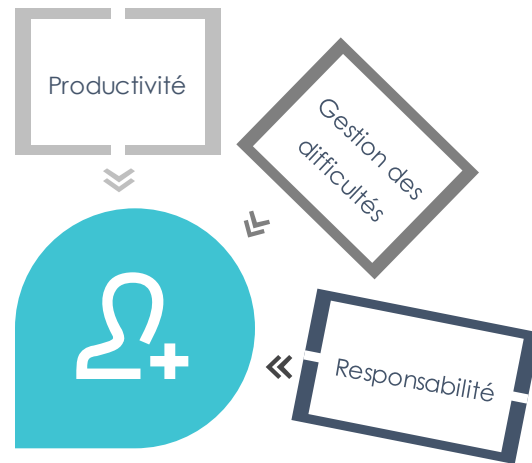 Productivité
Gestion des
difficultés
Responsabilité